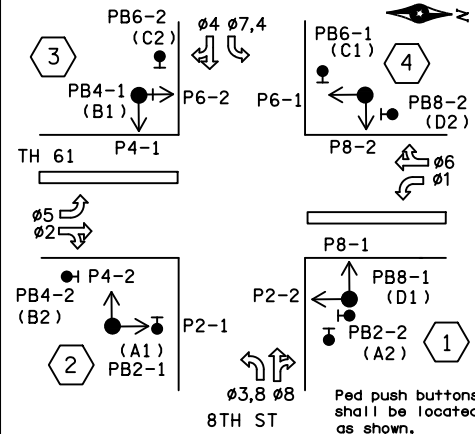 PB6-2
(C2)
ø4 ø7,4
PB6-1
(C1)
N
3
4
PB4-1
(B1)
P6-2
P6-1
PB8-2
(D2)
P4-1
P8-2
TH 61
ø6
ø1
ø5
ø2
P8-1
P4-2
PB4-2
(B2)
P2-2
PB8-1
(D1)
P2-1
(A1)
PB2-1
PB2-2
(A2)
2
1
ø3,8 ø8
8TH ST
Ped push buttons
shall be located
as shown.